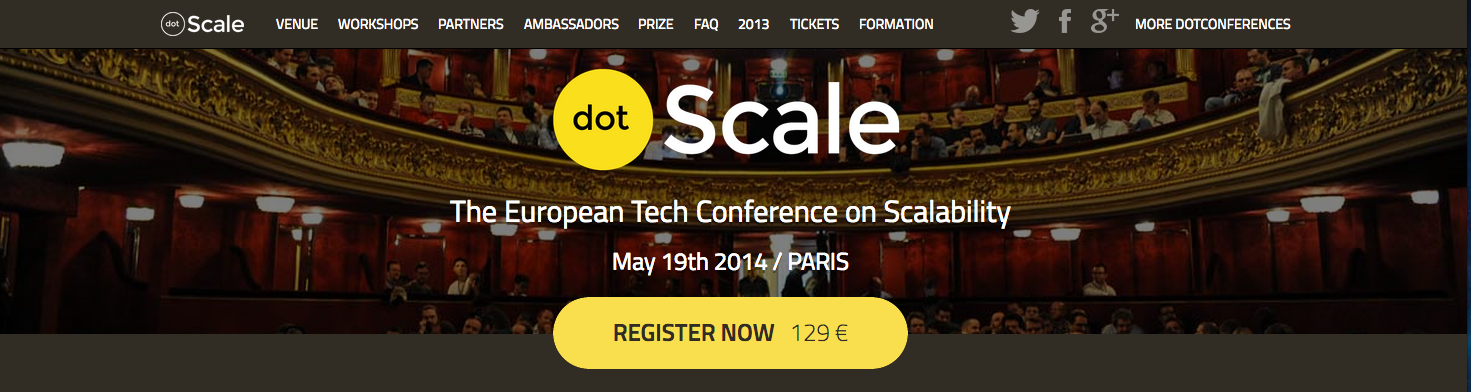 dot Scale VENUE WORKSHOPS PARTNERS AMBASSADORS PRIZE FAQ 2013 TICKETS FORMATION MORE DOTCONFERENCES
dot Scale
The European Tech Conference on Scalability
May 19th 2014 / PARIS
REGISTER NOW 129 €